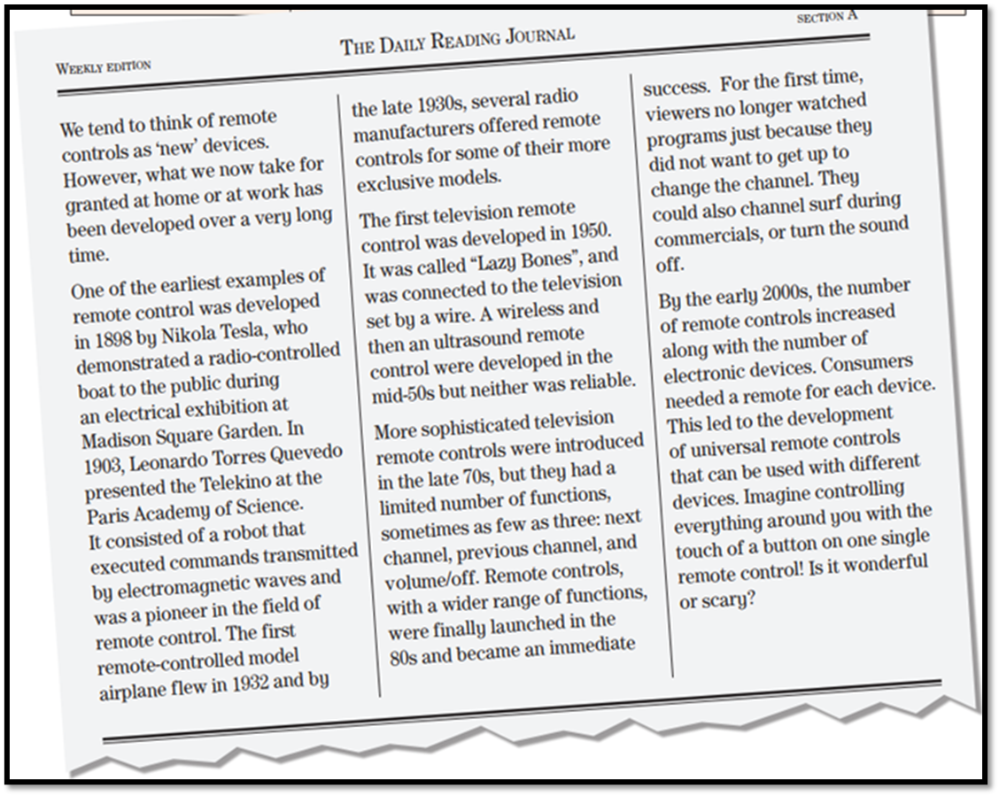 WEEKLY EDITION
THE DAILY READING JOURNAL
SECTION A
We tend to think of remote
controls as ‘new’ devices.
However, what we now take for
granted at home or at work has
been developed over a very long
time.
One of the earliest examples of
remote control was developed
in 1898 by Nikola Tesla, who
demonstrated a radio-controlled
boat to the public during
an electrical exhibition at
Madison Square Garden. In
1903, Leonardo Torres Quevedo
presented the Telekino at the
Paris Academy of Science.
It consisted of a robot that
executed commands transmitted
by electromagnetic waves and
was a pioneer in the field of
remote control. The first
remote-controlled model
airplane flew in 1932 and by
the late 1930s, several radio
manufacturers offered remote
controls for some of their more
exclusive models.
The first television remote
control was developed in 1950.
It was called “Lazy Bones”, and
was connected to the television
set by a wire. A wireless and
then an ultrasound remote
control were developed in the
mid-50s but neither was reliable.
More sophisticated television
remote controls were introduced
in the late 70s, but they had a
limited number of functions,
sometimes as few as three: next
channel, previous channel, and
volume/off. Remote controls,
with a wider range of functions,
were finally launched in the
80s and became an immediate
success. For the first time,
viewers no longer watched
programs just because they
did not want to get up to
change the channel. They
could also channel surf during
commercials, or turn the sound
off.
By the early 2000s, the number
of remote controls increased
along with the number of
electronic devices. Consumers
needed a remote for each device.
This led to the development
of universal remote controls
that can be used with different
devices. Imagine controlling
everything around you with the
touch of a button on one single
remote control! Is it wonderful
or scary?